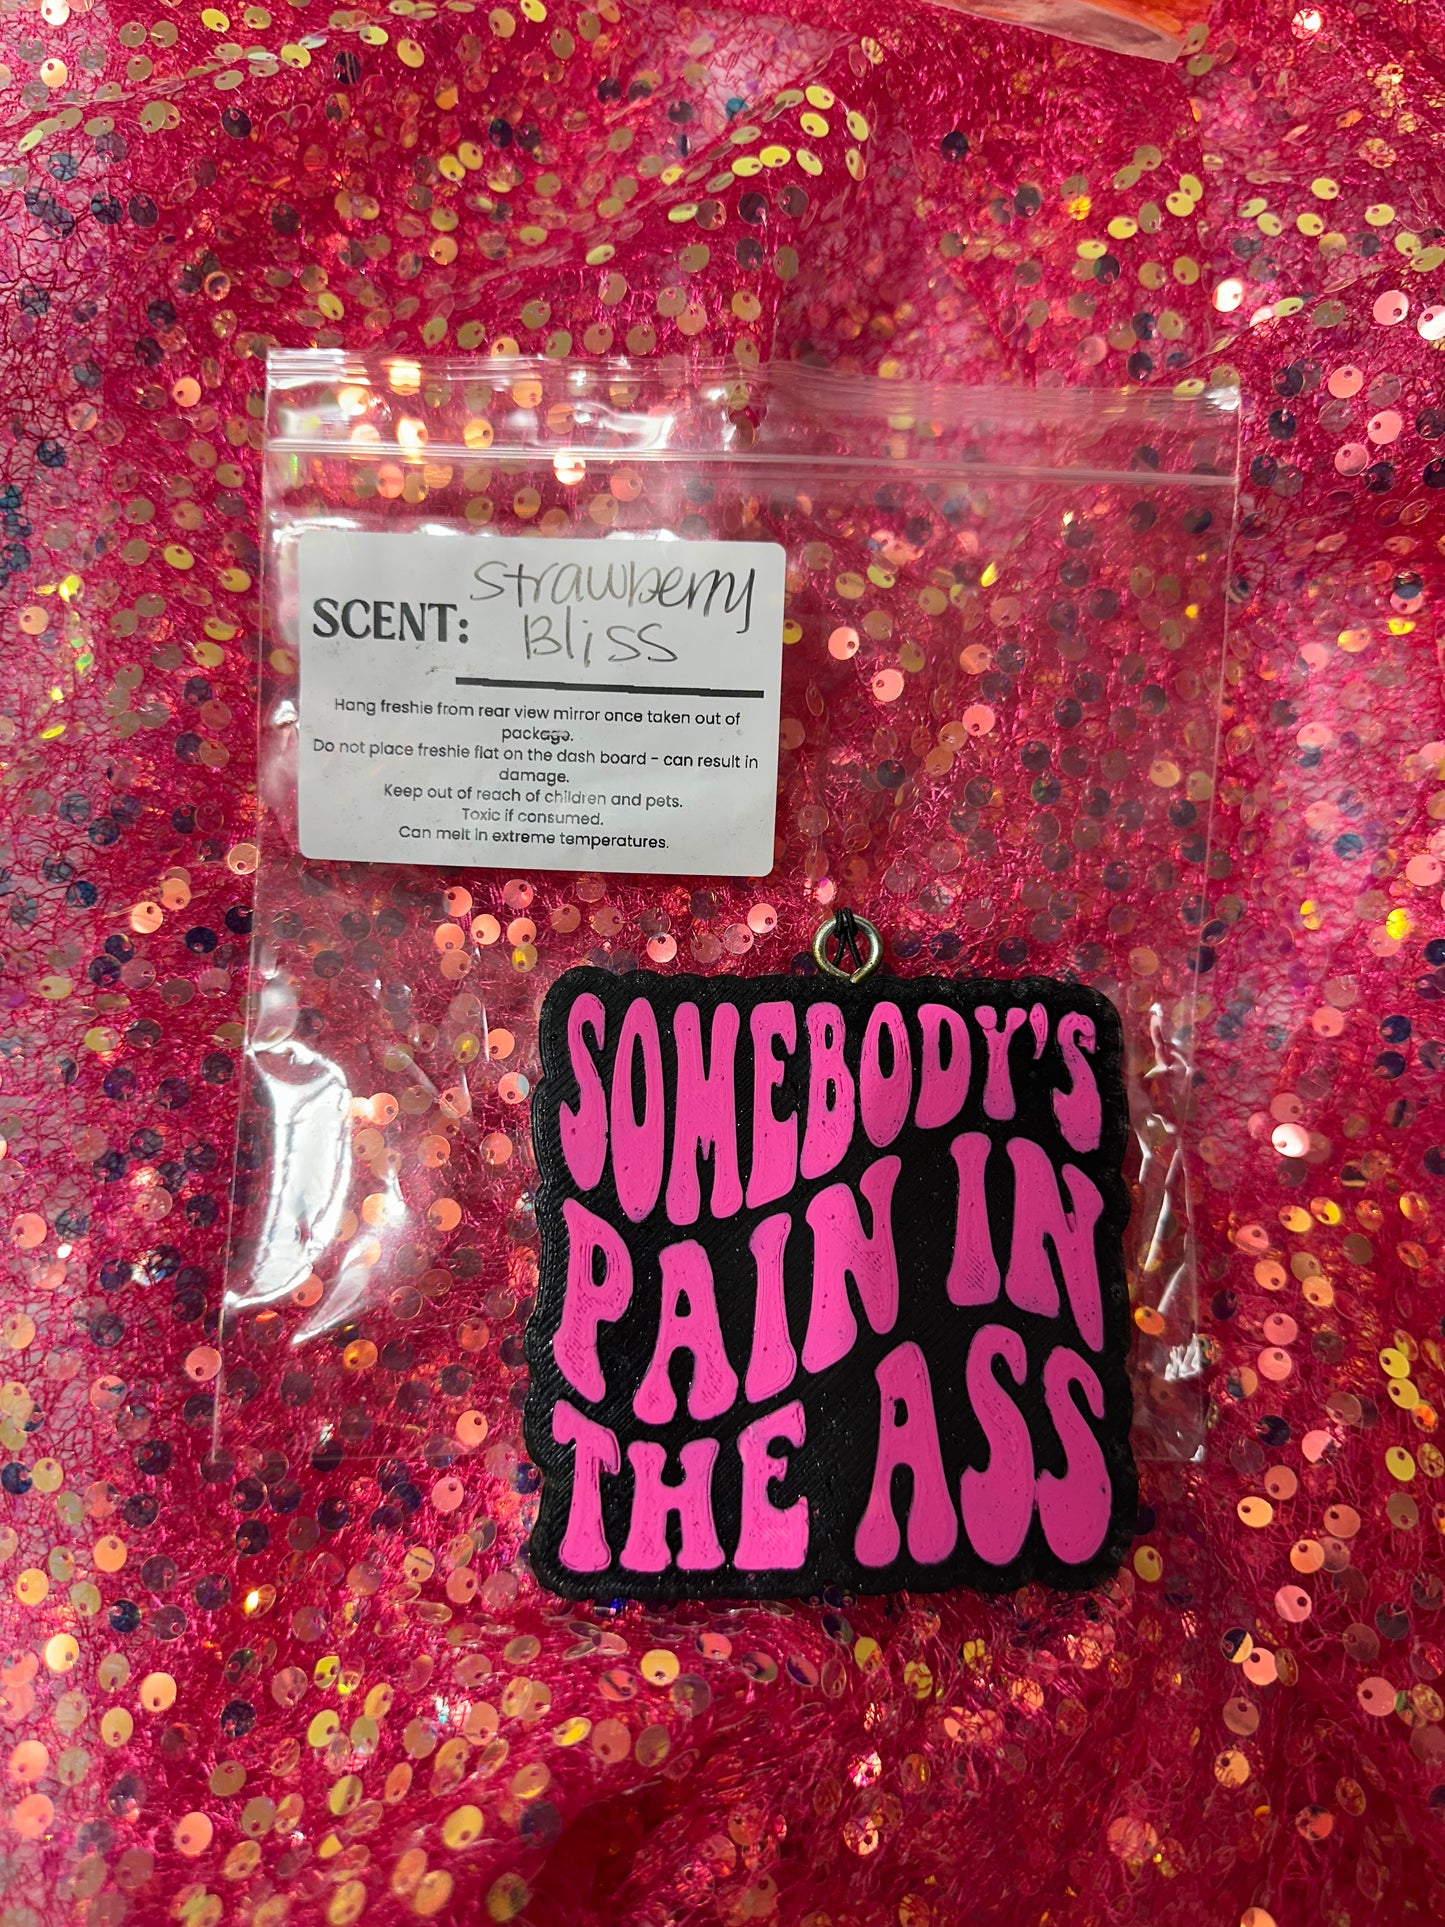 SCENT: Strawberry
Bliss
Hang freshie from rear view mirror once taken out of
package.
Do not place freshie flat on the dash board - can result in
damage.
Keep out of reach of children and pets.
Toxic if consumed.
Can melt in extreme temperatures.
SOMEBODY'S
PAIN IN
THE ASS